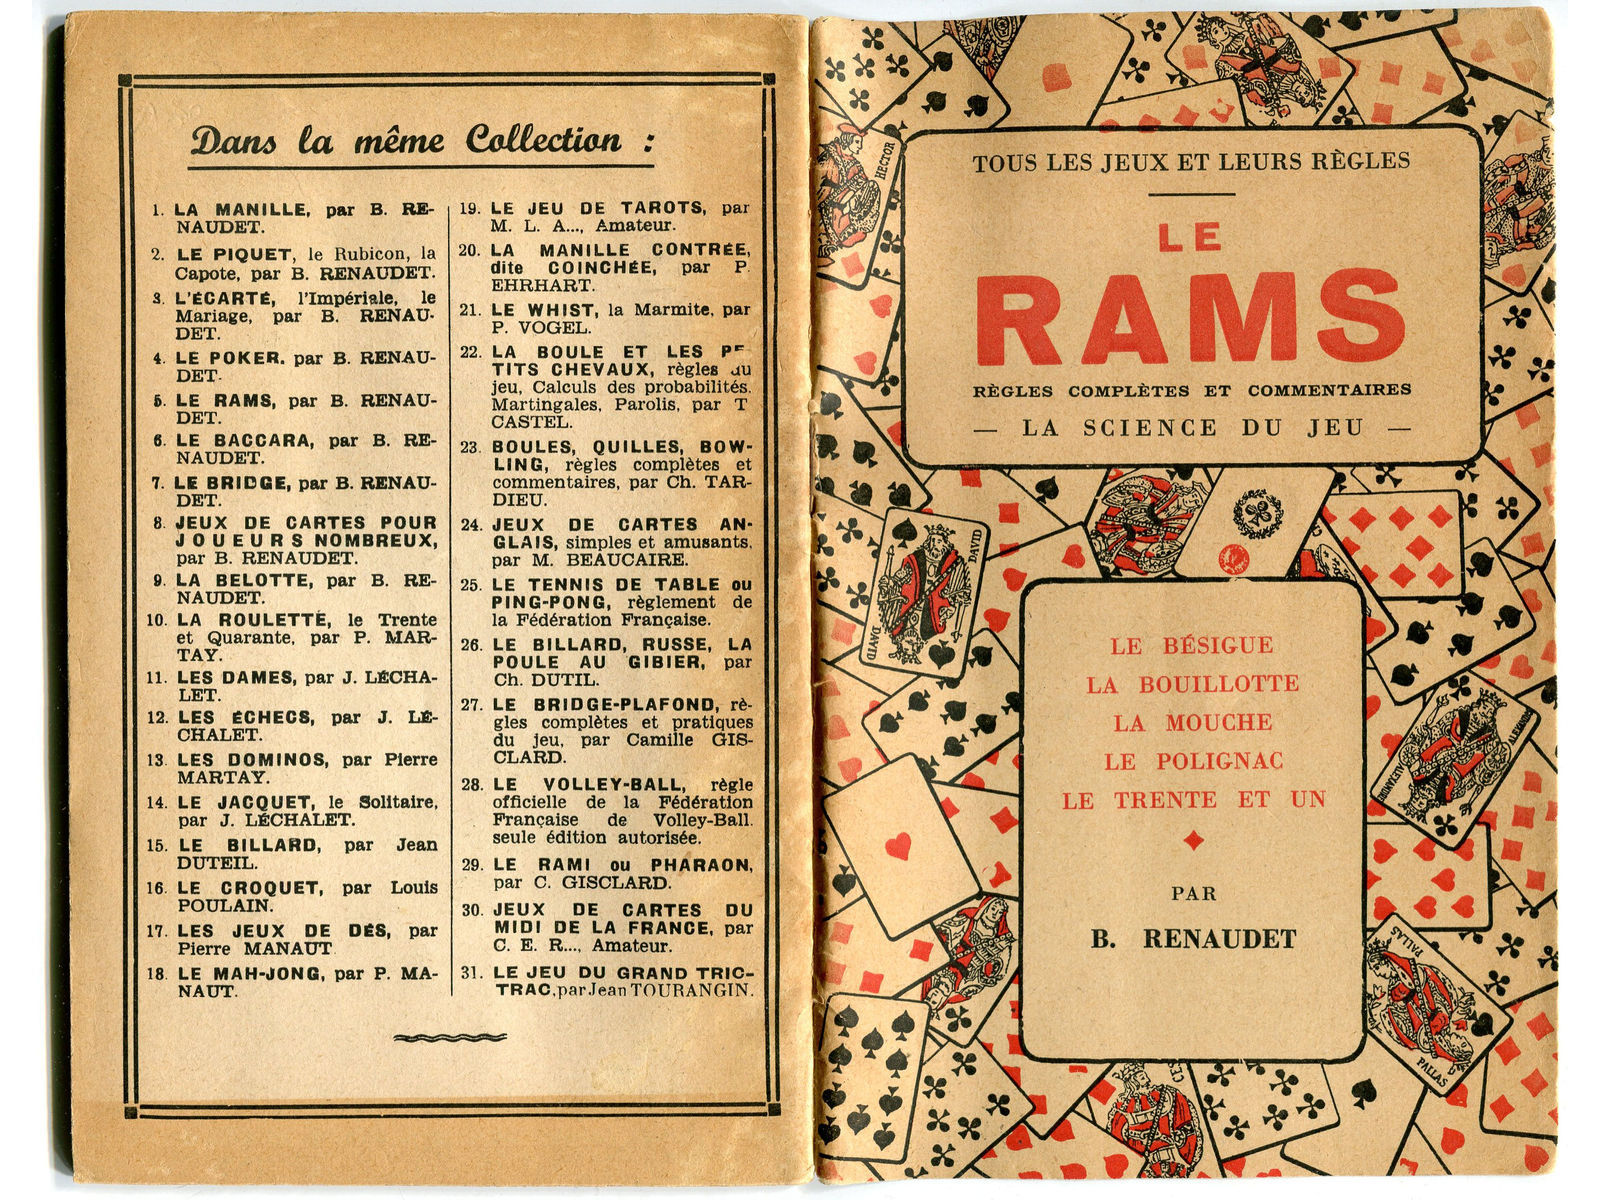 Dans la même Collection :
1. LA MANILLE, par B. RE-
NAUDET.
2. LE PIQUET, le Rubicon, la
Capote, par B. RENAUDET.
3. L'ÉCARTÉ, l'Impériale, le
Mariage, par B. RENAU-
DET.
4. LE POKER. par B. RENAU-
DET.
5. LE RAMS, par B. RENAU-
DET.
6. LE BACCARA, par B. RE-
NAUDET.
7. LE BRIDGE, par B. RENAU-
DET.
8. JEUX DE CARTES POUR
JOUEURS NOMBREUX,
par B. RENAUDET.
9. LA BELOTTE, par B. RE-
NAUDET.
10. LA ROULETTE, le Trente
et Quarante, par P. MAR-
TAY.
11. LES DAMES, par J. LÉCHA-
LET.
12. LES ÉCHECS, par J. LÉ-
CHALET.
13. LES DOMINOS, par Pierre
MARTAY.
14. LE JACQUET, le Solitaire,
par J. LÉCHALET.
15. LE BILLARD, par Jean
DUTEIL.
16. LE CROQUET, par Louis
POULAIN.
17. LES JEUX DE DÉS, par
Pierre MANAUT
18. LE MAH-JONG, par P. MA-
NAUT.
19. LE JEU DE TAROTS, par
M. L. A..., Amateur.
20. LA MANILLE CONTRÉE,
dite COINCHÉE, par P.
EHRHART.
21. LE WHIST, la Marmite, par
P. VOGEL.
22. LA BOULE ET LES PE-
TITS CHEVAUX, règles du
jeu, Calculs des probabilités.
Martingales, Parolis, par T
CASTEL.
23. BOULES, QUILLES, BOW-
LING, règles complètes et
commentaires, par Ch. TAR-
DIEU.
24. JEUX DE CARTES AN-
GLAIS, simples et amusants.
par M. BEAUCAIRE.
25. LE TENNIS DE TABLE ou
PING-PONG, règlement de
la Fédération Française.
26. LE BILLARD, RUSSE, LA
POULE AU GIBIER, par
Ch. DUTIL.
27. LE BRIDGE-PLAFOND, rè-
gles complètes et pratiques
du jeu, par Camille GIS-
CLARD.
28. LE VOLLEY-BALL, règle
officielle de la Fédération
Française de Volley-Ball.
seule édition autorisée.
29. LE RAMI ou PHARAON,
par C. GISCLARD.
30. JEUX DE CARTES DU
MIDI DE LA FRANCE, par
C. E. R..., Amateur.
31. LE JEU DU GRAND TRIC-
TRAC, par Jean TOURANGIN.
TOUS LES JEUX ET LEURS RÈGLES
LE
RAMS
RÈGLES COMPLÈTES ET COMMENTAIRES
— LA SCIENCE DU JEU —
LE BÉSIGUE
LA BOUILLOTTE
LA MOUCHE
LE POLIGNAC
LE TRENTE ET UN
PAR
B. RENAUDET
HECTOR
DAVID
DAVID
PALLAS
PALLAS